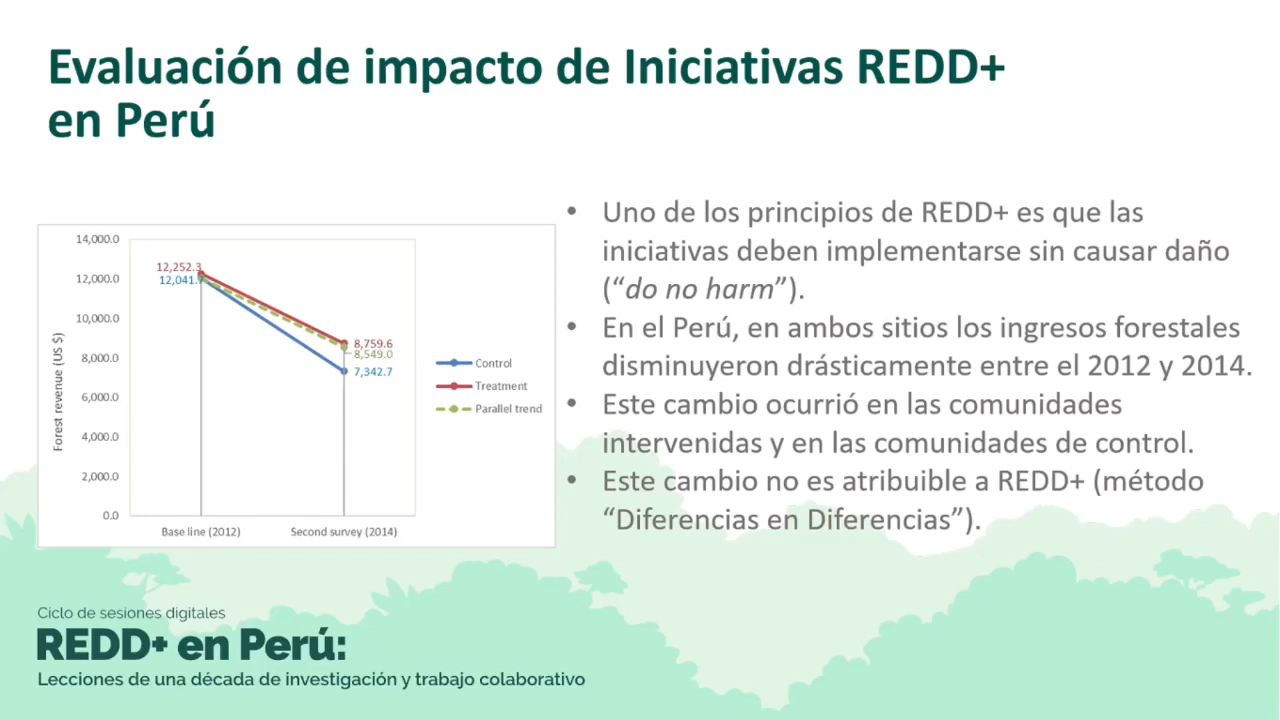 Evaluación de impacto de Iniciativas REDD+
en Perú
14,000.0
12,000.0
10,000.0
8,000.0
6,000.0
4,000.0
2,000.0
0.0
Forest revenue (US $)
12,252.3
12,041.7
8,759.6
8,549.0
7,342.7
Base line (2012)
Second survey (2014)
Control
Treatment
Parallel trend
• Uno de los principios de REDD+ es que las
iniciativas deben implementarse sin causar daño
(“do no harm”).
• En el Perú, en ambos sitios los ingresos forestales
disminuyeron drásticamente entre el 2012 y 2014.
• Este cambio ocurrió en las comunidades
intervenidas y en las comunidades de control.
• Este cambio no es atribuible a REDD+ (método
“Diferencias en Diferencias”).
Ciclo de sesiones digitales
REDD+ en Perú:
Lecciones de una década de investigación y trabajo colaborativo